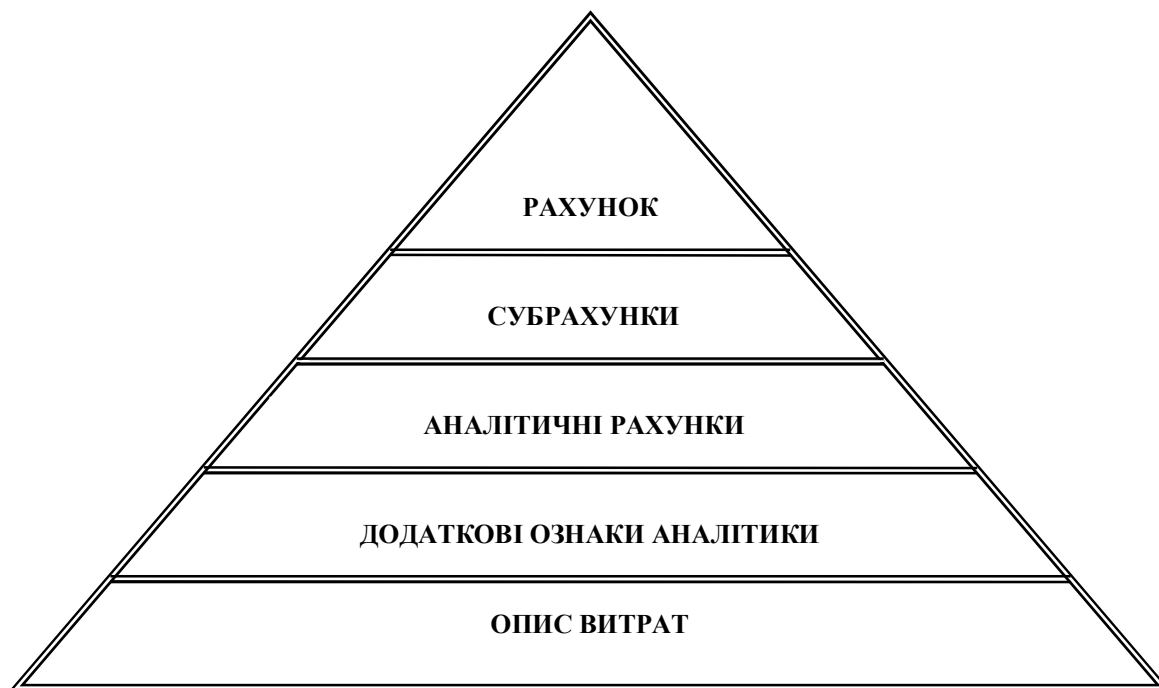 РАХУНОК
СУБРАХУНКИ
АНАЛІТИЧНІ РАХУНКИ
ДОДАТКОВІ ОЗНАКИ АНАЛІТИКИ
ОПИС ВИТРАТ